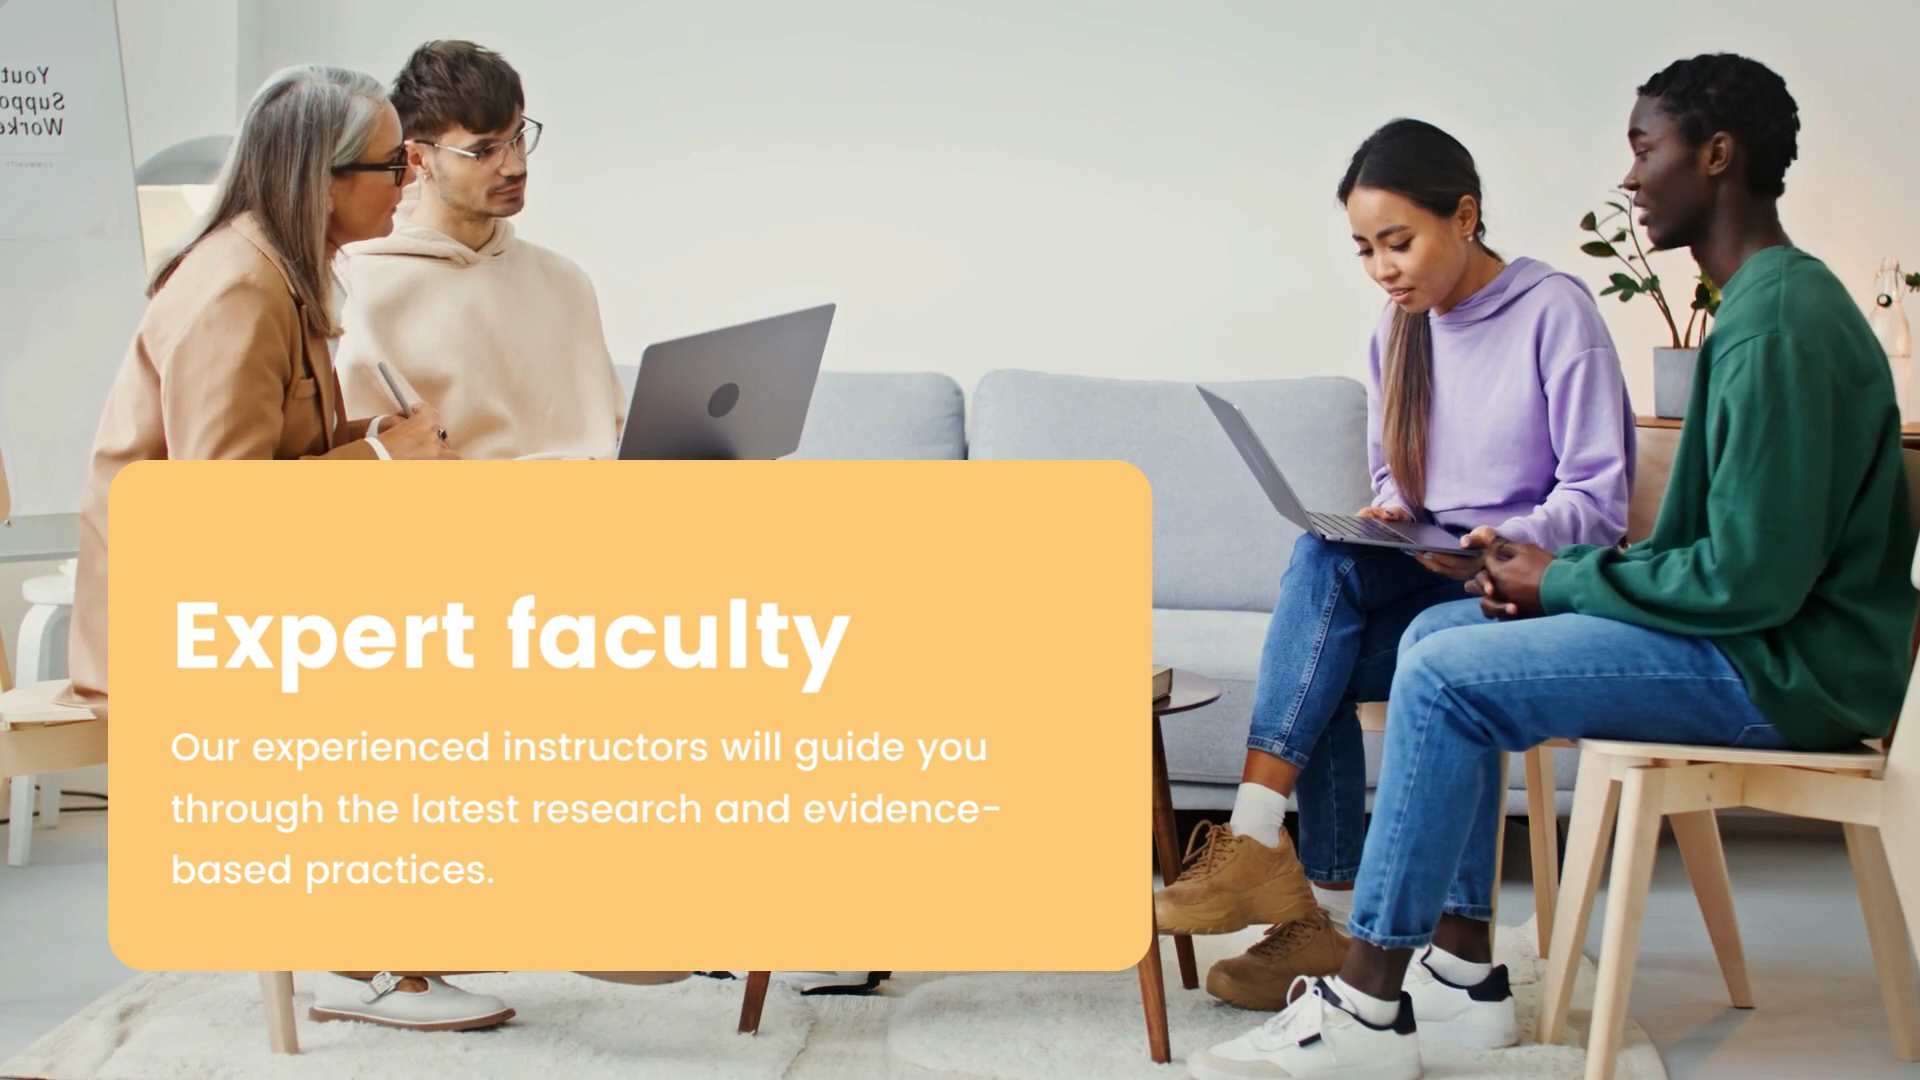 Expert faculty
Our experienced instructors will guide you
through the latest research and evidence-
based practices.